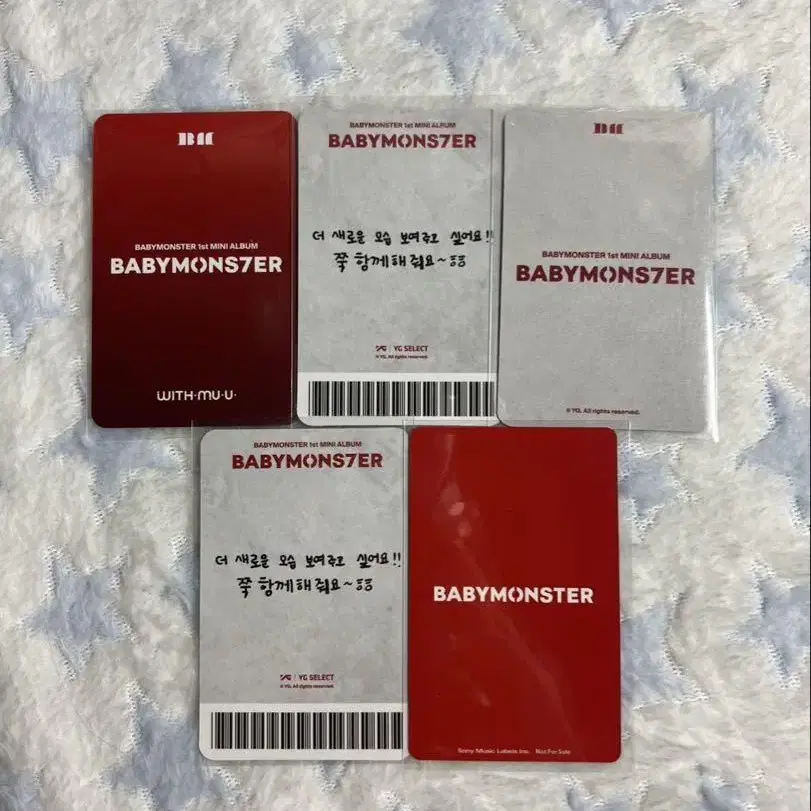 BM
BABYMONSTER 1st MINI ALBUM
BABYMONS7ER
WITH·MU·U·
BABYMONSTER 1st MINI ALBUM
BABYMONS7ER
더 새로운 모습 보여주고 싶어요!!
쭉 함께해줘요~
YG | YG SELECT
© YG. All rights reserved.
BM
BABYMONSTER 1st MINI ALBUM
BABYMONS7ER
© YG. All rights reserved.
BABYMONSTER 1st MINI ALBUM
BABYMONS7ER
더 새로운 모습 보여주고 싶어요!!
쭉 함께해줘요~
YG | YG SELECT
© YG. All rights reserved.
BABYMONSTER
Sony Music Labels Inc. Not For Sale